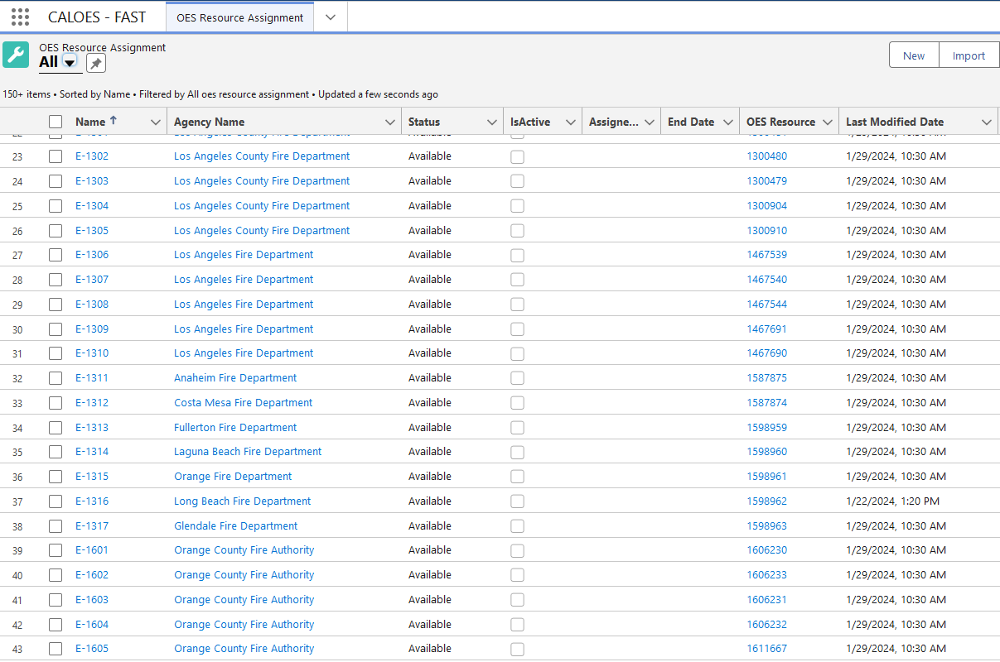 CALOES - FAST OES Resource Assignment
OES Resource Assignment
All
New Import
150+ items • Sorted by Name • Filtered by All oes resource assignment • Updated a few seconds ago
Name Agency Name Status IsActive Assigne... End Date OES Resource Last Modified Date
23 E-1302 Los Angeles County Fire Department Available 1300480 1/29/2024, 10:30 AM
24 E-1303 Los Angeles County Fire Department Available 1300479 1/29/2024, 10:30 AM
25 E-1304 Los Angeles County Fire Department Available 1300904 1/29/2024, 10:30 AM
26 E-1305 Los Angeles County Fire Department Available 1300910 1/29/2024, 10:30 AM
27 E-1306 Los Angeles Fire Department Available 1467539 1/29/2024, 10:30 AM
28 E-1307 Los Angeles Fire Department Available 1467540 1/29/2024, 10:30 AM
29 E-1308 Los Angeles Fire Department Available 1467544 1/29/2024, 10:30 AM
30 E-1309 Los Angeles Fire Department Available 1467691 1/29/2024, 10:30 AM
31 E-1310 Los Angeles Fire Department Available 1467690 1/29/2024, 10:30 AM
32 E-1311 Anaheim Fire Department Available 1587875 1/29/2024, 10:30 AM
33 E-1312 Costa Mesa Fire Department Available 1587874 1/29/2024, 10:30 AM
34 E-1313 Fullerton Fire Department Available 1598959 1/29/2024, 10:30 AM
35 E-1314 Laguna Beach Fire Department Available 1598960 1/29/2024, 10:30 AM
36 E-1315 Orange Fire Department Available 1598961 1/29/2024, 10:30 AM
37 E-1316 Long Beach Fire Department Available 1598962 1/22/2024, 1:20 PM
38 E-1317 Glendale Fire Department Available 1598963 1/29/2024, 10:30 AM
39 E-1601 Orange County Fire Authority Available 1606230 1/29/2024, 10:30 AM
40 E-1602 Orange County Fire Authority Available 1606233 1/29/2024, 10:30 AM
41 E-1603 Orange County Fire Authority Available 1606231 1/29/2024, 10:30 AM
42 E-1604 Orange County Fire Authority Available 1606232 1/29/2024, 10:30 AM
43 E-1605 Orange County Fire Authority Available 1611667 1/29/2024, 10:30 AM